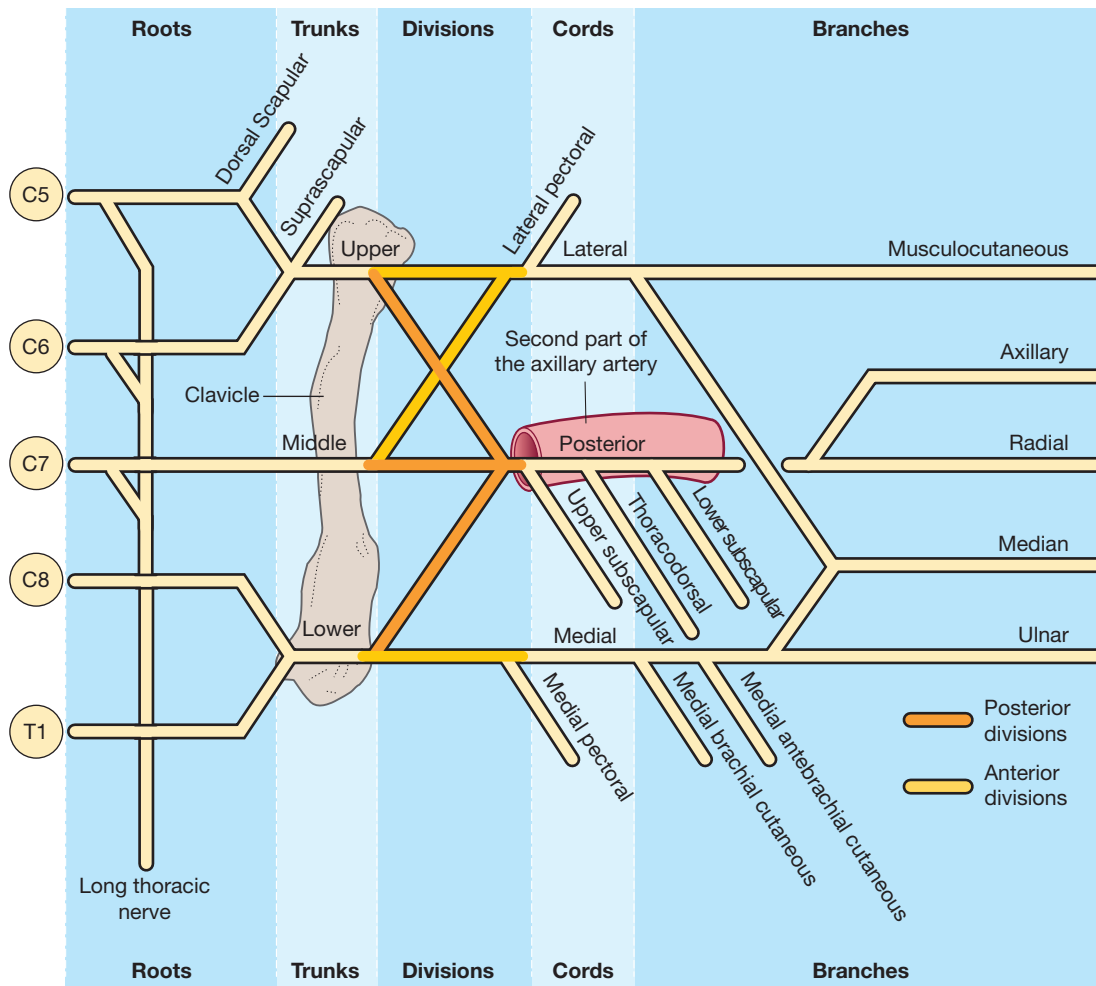 Roots
Trunks
Divisions
Cords
Branches
Dorsal Scapular
Suprascapular
Lateral pectoral
C5
Upper
Lateral
Musculocutaneous
Second part of
the axillary artery
C6
Axillary
Clavicle
Middle
Posterior
C7
Radial
Upper subscapular
Thoracodorsal
Lower subscapular
C8
Median
Lower
Medial
Ulnar
Medial pectoral
Medial brachial cutaneous
Medial antebrachial cutaneous
T1
Posterior
divisions
Anterior
divisions
Long thoracic
nerve
Roots
Trunks
Divisions
Cords
Branches